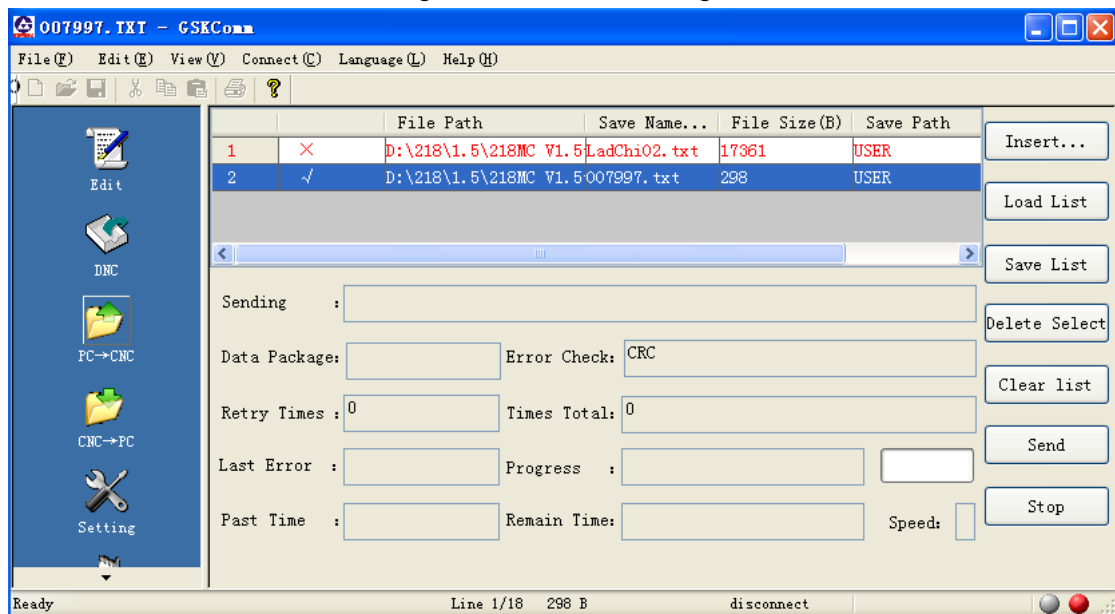 007997.TXT - GSKComm
File(F) Edit(E) View(V) Connect(C) Language(L) Help(H)
File Path Save Name... File Size(B) Save Path
1 × D:\218\1.5\218MC V1.5\ LadChi02.txt 17361 USER
2 √ D:\218\1.5\218MC V1.5\ 007997.txt 298 USER
Edit
DNC
PC→CNC
CNC→PC
Setting
Sending :
Data Package: Error Check: CRC
Retry Times : 0 Times Total: 0
Last Error : Progress :
Past Time : Remain Time: Speed:
Insert...
Load List
Save List
Delete Select
Clear list
Send
Stop
Ready Line 1/18 298 B disconnect